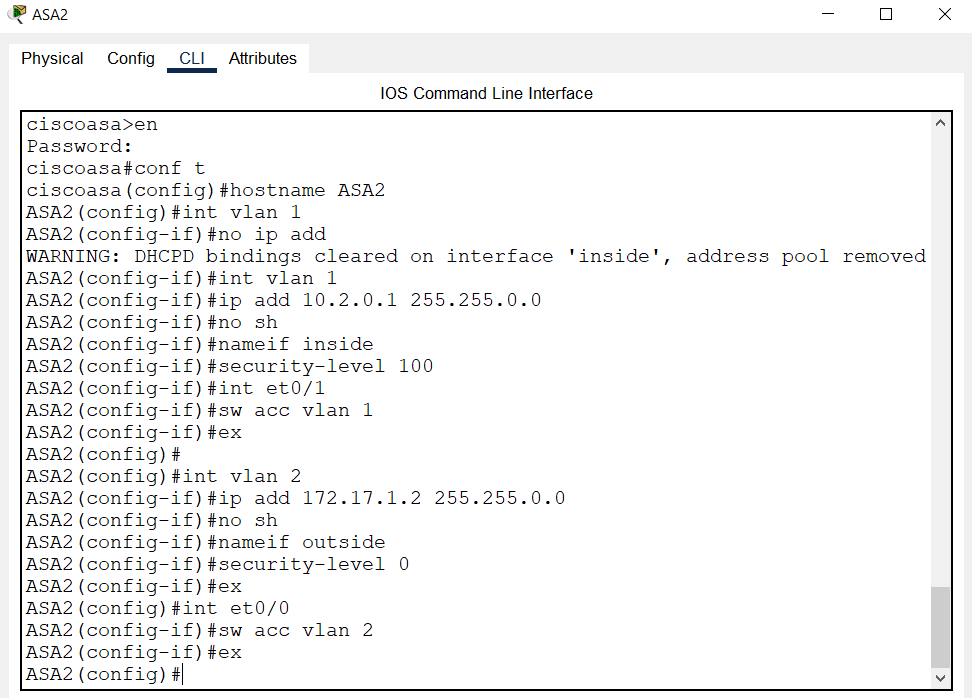 ASA2
Physical Config CLI Attributes
IOS Command Line Interface
ciscoasa>en
Password:
ciscoasa#conf t
ciscoasa(config)#hostname ASA2
ASA2(config)#int vlan 1
ASA2(config-if)#no ip add
WARNING: DHCPD bindings cleared on interface 'inside', address pool removed
ASA2(config-if)#int vlan 1
ASA2(config-if)#ip add 10.2.0.1 255.255.0.0
ASA2(config-if)#no sh
ASA2(config-if)#nameif inside
ASA2(config-if)#security-level 100
ASA2(config-if)#int et0/1
ASA2(config-if)#sw acc vlan 1
ASA2(config-if)#ex
ASA2(config)#
ASA2(config)#int vlan 2
ASA2(config-if)#ip add 172.17.1.2 255.255.0.0
ASA2(config-if)#no sh
ASA2(config-if)#nameif outside
ASA2(config-if)#security-level 0
ASA2(config-if)#ex
ASA2(config)#int et0/0
ASA2(config-if)#sw acc vlan 2
ASA2(config-if)#ex
ASA2(config)#